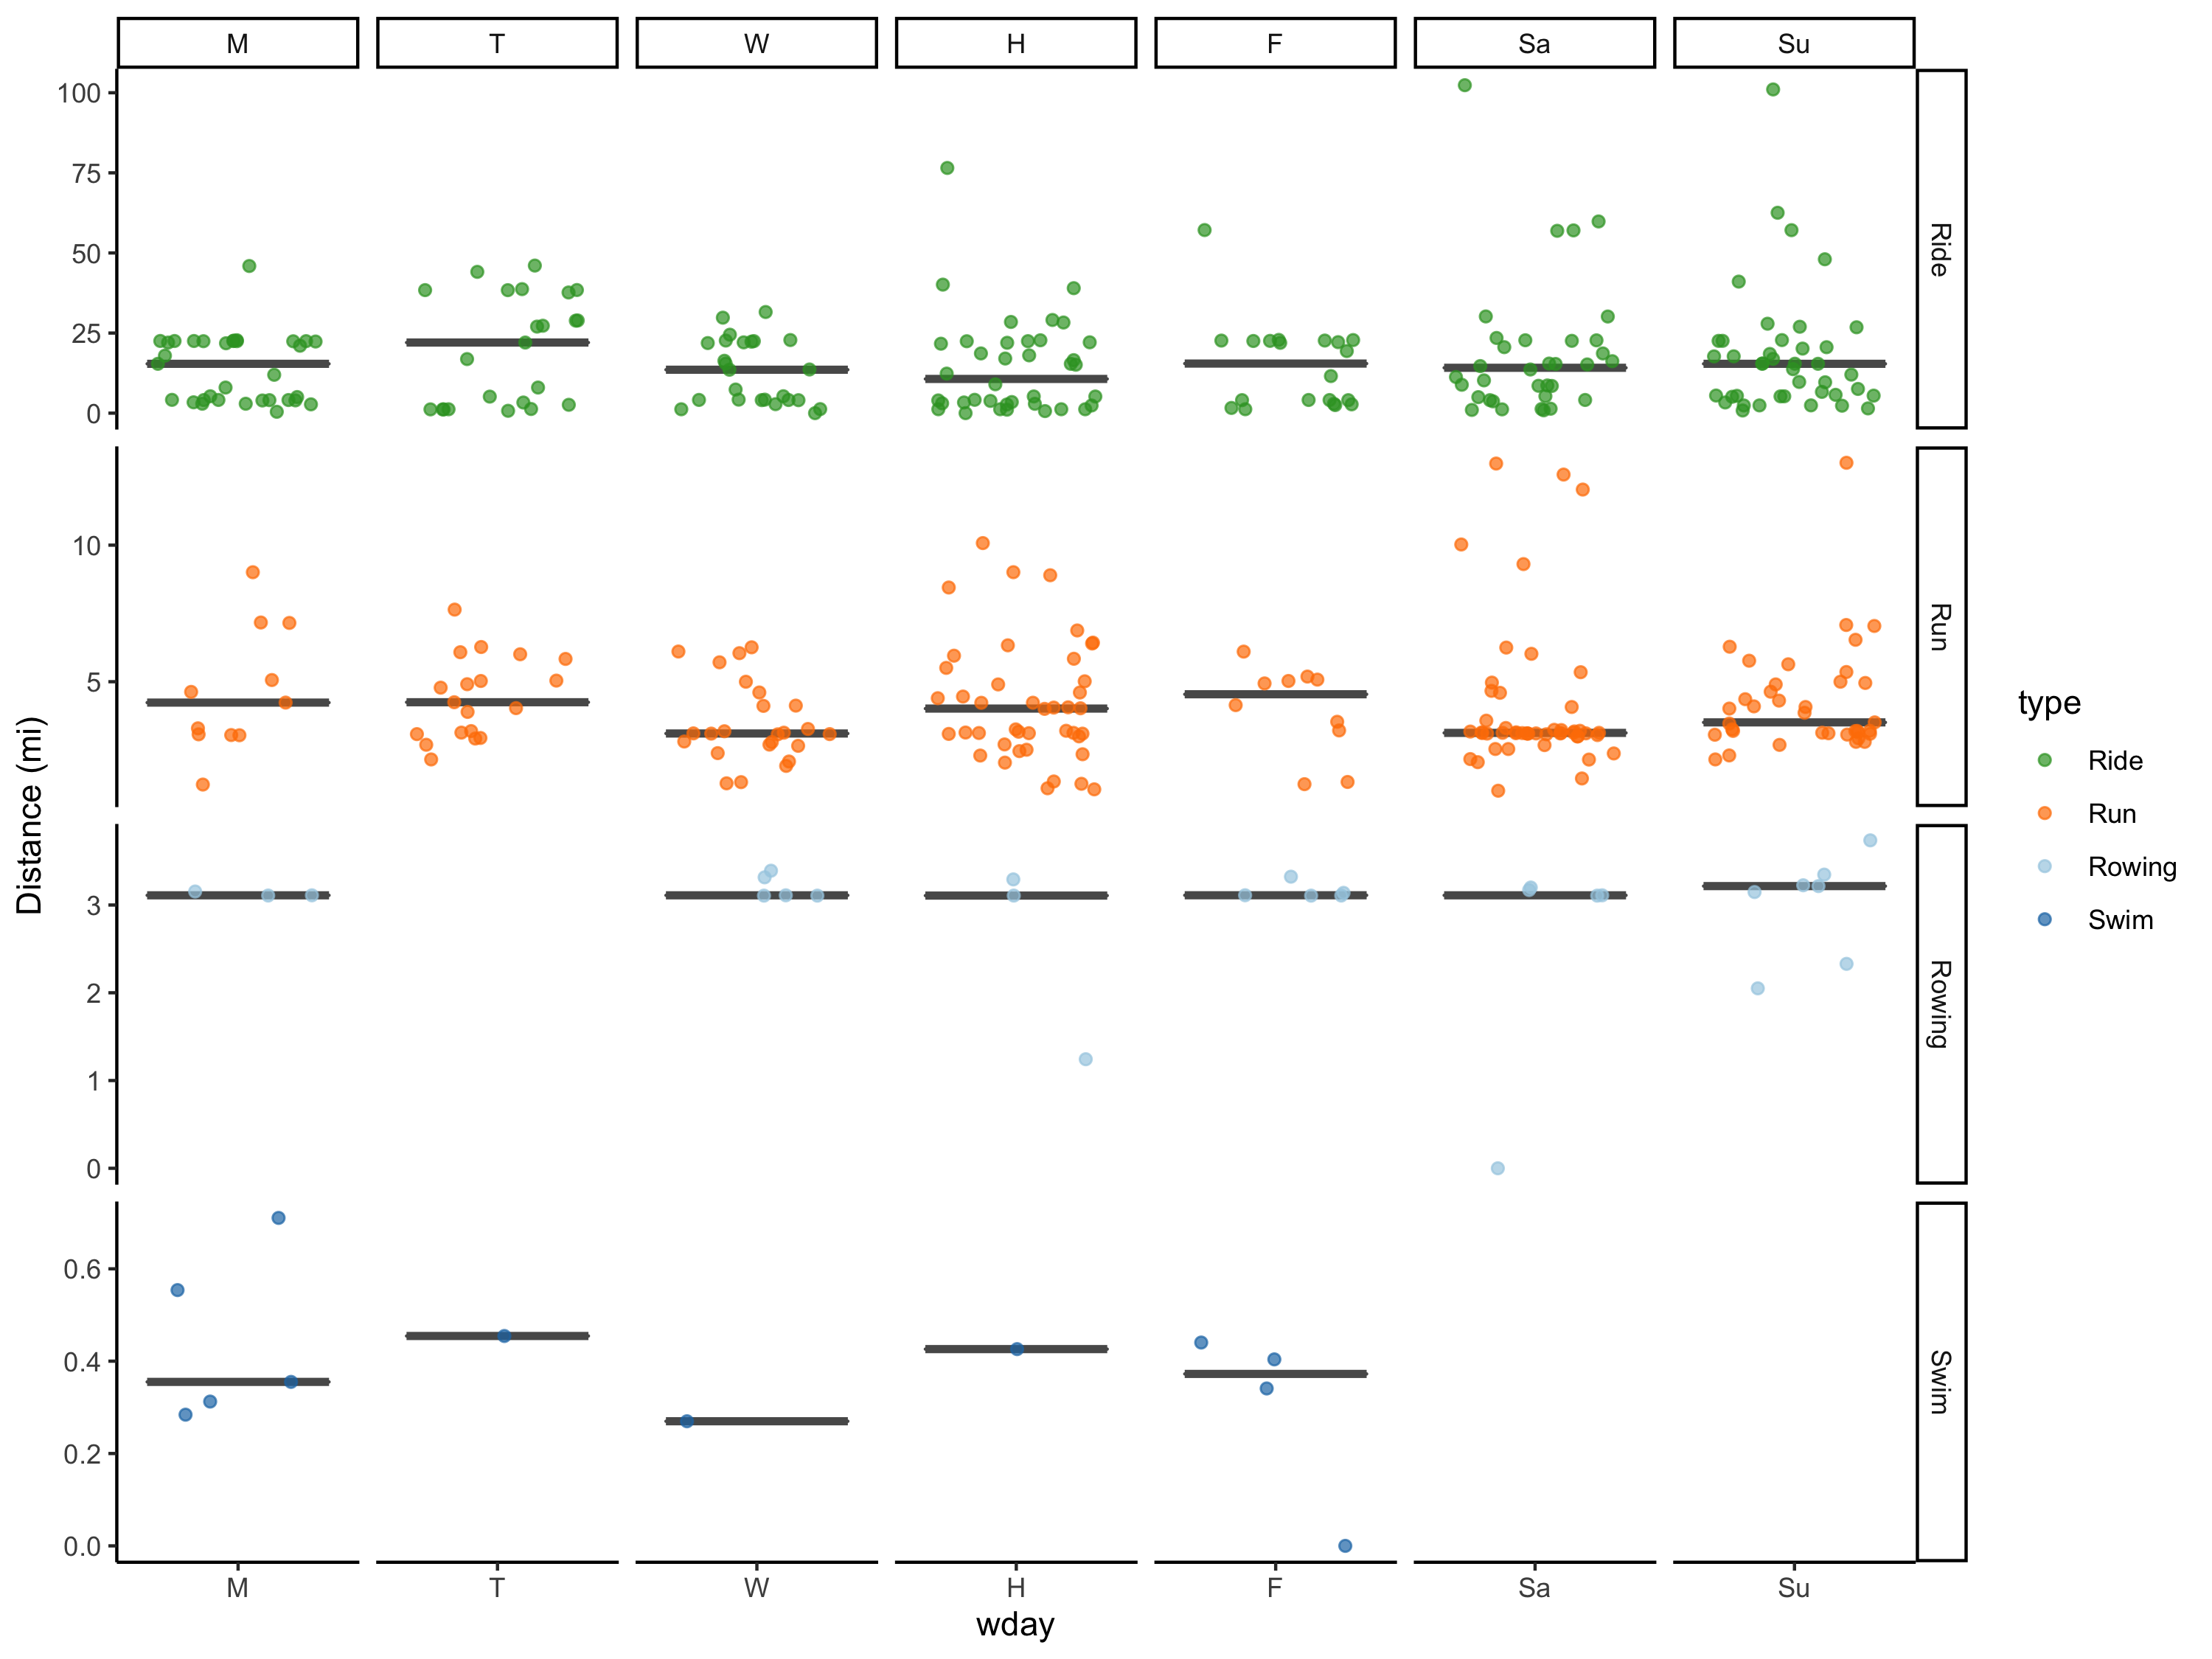 M T W H F Sa Su
100
75
50
25
0
Ride
10
5
Run
3
2
1
0
Rowing
0.6
0.4
0.2
0.0
Swim
M T W H F Sa Su
wday
Distance (mi)
type
Ride
Run
Rowing
Swim